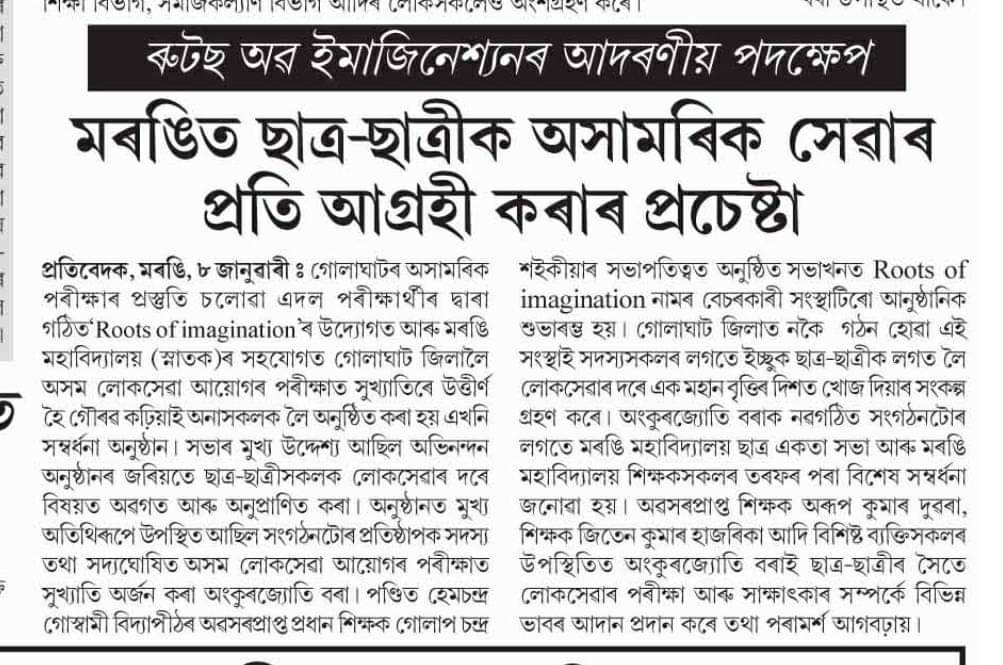 শিক্ষা বিভাগ, সমাজকল্যাণ বিভাগ আদিৰ লোকসকলেও অংশগ্ৰহণ কৰে।
ৰুটছ অৱ ইমাজিনেশ্যনৰ আদৰণীয় পদক্ষেপ
মৰঙিত ছাত্ৰ-ছাত্ৰীক অসামৰিক সেৱাৰ
প্ৰতি আগ্ৰহী কৰাৰ প্ৰচেষ্টা
প্ৰতিবেদক, মৰঙি, ৮ জানুৱাৰী ঃ গোলাঘাটৰ অসামৰিক
পৰীক্ষাৰ প্ৰস্তুতি চলোৱা এদল পৰীক্ষাৰ্থীৰ দ্বাৰা
গঠিত‘Roots of imagination’ৰ উদ্যোগত আৰু মৰঙি
মহাবিদ্যালয় (স্নাতক)ৰ সহযোগত গোলাঘাট জিলালৈ
অসম লোকসেৱা আয়োগৰ পৰীক্ষাত সুখ্যাতিৰে উত্তীৰ্ণ
হৈ গৌৰৱ কঢ়িয়াই অনাসকলক লৈ অনুষ্ঠিত কৰা হয় এখনি
সম্বৰ্ধনা অনুষ্ঠান। সভাৰ মুখ্য উদ্দেশ্য আছিল অভিনন্দন
অনুষ্ঠানৰ জৰিয়তে ছাত্ৰ-ছাত্ৰীসকলক লোকসেৱাৰ দৰে
বিষয়ত অৱগত আৰু অনুপ্ৰাণিত কৰা। অনুষ্ঠানত মুখ্য
অতিথিৰূপে উপস্থিত আছিল সংগঠনটোৰ প্ৰতিষ্ঠাপক সদস্য
তথা সদ্যঘোষিত অসম লোকসেৱা আয়োগৰ পৰীক্ষাত
সুখ্যাতি অৰ্জন কৰা অংকুৰজ্যোতি বৰা। পণ্ডিত হেমচন্দ্ৰ
গোস্বামী বিদ্যাপীঠৰ অৱসৰপ্ৰাপ্ত প্ৰধান শিক্ষক গোলাপ চন্দ্ৰ
শইকীয়াৰ সভাপতিত্বত অনুষ্ঠিত সভাখনত Roots of
imagination নামৰ বেচৰকাৰী সংস্থাটিৰো আনুষ্ঠানিক
শুভাৰম্ভ হয়। গোলাঘাট জিলাত নকৈ গঠন হোৱা এই
সংস্থাই সদস্যসকলৰ লগতে ইচ্ছুক ছাত্ৰ-ছাত্ৰীক লগত লৈ
লোকসেৱাৰ দৰে এক মহান বৃত্তিৰ দিশত খোজ দিয়াৰ সংকল্প
গ্ৰহণ কৰে। অংকুৰজ্যোতি বৰাক নৱগঠিত সংগঠনটোৰ
লগতে মৰঙি মহাবিদ্যালয় ছাত্ৰ একতা সভা আৰু মৰঙি
মহাবিদ্যালয় শিক্ষকসকলৰ তৰফৰ পৰা বিশেষ সম্বৰ্ধনা
জনোৱা হয়। অৱসৰপ্ৰাপ্ত শিক্ষক অৰূপ কুমাৰ দুৱৰা,
শিক্ষক জিতেন কুমাৰ হাজৰিকা আদি বিশিষ্ট ব্যক্তিসকলৰ
উপস্থিতিত অংকুৰজ্যোতি বৰাই ছাত্ৰ-ছাত্ৰীৰ সৈতে
লোকসেৱাৰ পৰীক্ষা আৰু সাক্ষাৎকাৰ সম্পৰ্কে বিভিন্ন
ভাবৰ আদান প্ৰদান কৰে তথা পৰামৰ্শ আগবঢ়ায়।